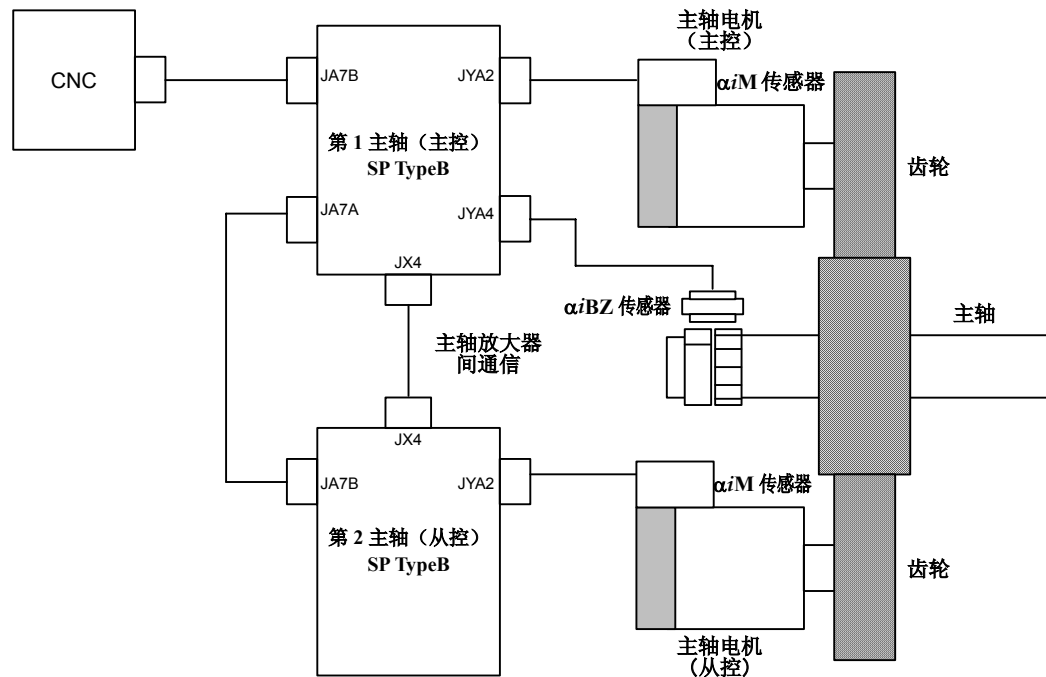 主轴电机
（主控）
CNC
JA7B
JYA2
αiM 传感器
第 1 主轴（主控）
SP TypeB
齿轮
JA7A
JYA4
JX4
αiBZ 传感器
主轴
主轴放大器
间通信
JX4
JA7B
JYA2
αiM 传感器
第 2 主轴（从控）
SP TypeB
齿轮
主轴电机
（从控）